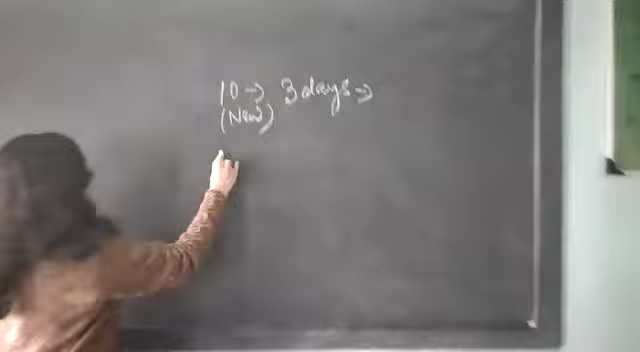 10 → 3 days →
(New)